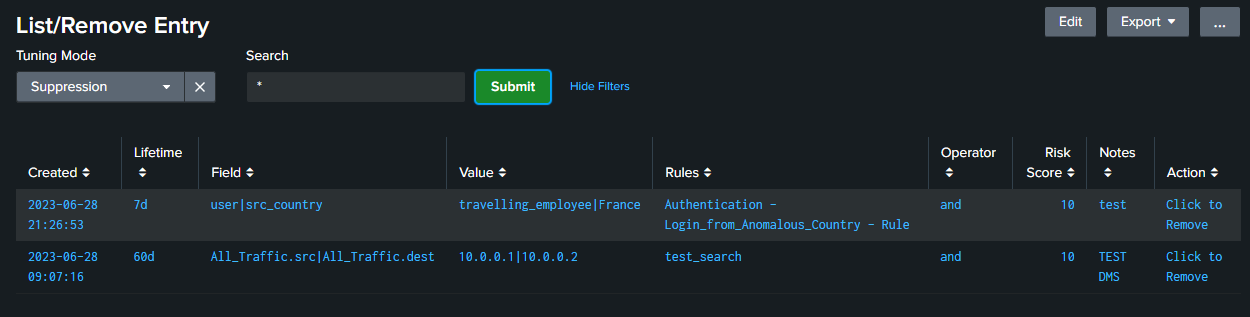 List/Remove Entry
Edit
Export
...
Tuning Mode
Search
Suppression
*
Submit
Hide Filters
Created
Lifetime
Field
Value
Rules
Operator
Risk
Score
Notes
Action
2023-06-28
21:26:53
7d
user|src_country
travelling_employee|France
Authentication -
Login_from_Anomalous_Country - Rule
and
10
test
Click to
Remove
2023-06-28
09:07:16
60d
All_Traffic.src|All_Traffic.dest
10.0.0.1|10.0.0.2
test_search
and
10
TEST
DMS
Click to
Remove